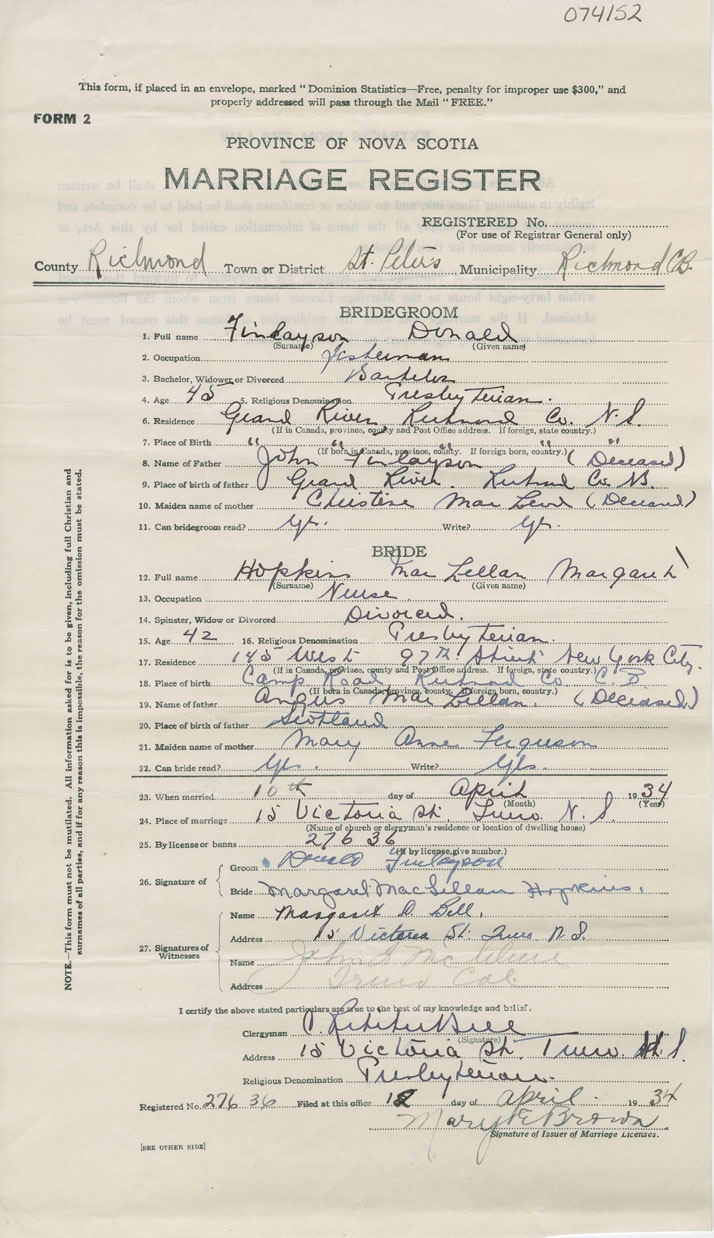 074152
This form, if placed in an envelope, marked "Dominion Statistics—Free, penalty for improper use $300," and
properly addressed will pass through the Mail "FREE."
FORM 2
PROVINCE OF NOVA SCOTIA
MARRIAGE REGISTER
REGISTERED No.
(For use of Registrar General only)
County Richmond Town or District St. Peters Municipality Richmond C.B.
BRIDEGROOM
1. Full name Finlayson Donald
(Surname) (Given name)
2. Occupation Fisherman
3. Bachelor, Widower or Divorced Bachelor
4. Age 45 5. Religious Denomination Presbyterian.
6. Residence Grand River, Richmond Co. N.S.
(If in Canada, province, county and Post Office address. If foreign, state country.)
7. Place of Birth " " " " "
(If born in Canada, province, county. If foreign born, country.)
8. Name of Father John Finlayson (Deceased)
9. Place of birth of father Grand River. Richmond Co.
10. Maiden name of mother Christine Mac (Deceased)
11. Can bridegroom read? Yes. Write? Yes.
BRIDE
12. Full name Hopkins Mac Lellan Margaret
(Surname) (Given name)
13. Occupation Nurse.
14. Spinster, Widow or Divorced Divorced.
15. Age 42 16. Religious Denomination Presbyterian.
17. Residence 145 West 97th Street New York City.
(If in Canada, province, county and Post Office address. If foreign, state country.)
18. Place of birth Camp Road Richmond Co C.B.
(If born in Canada, province, county. If foreign born, country.)
19. Name of father Angus Mac Lellan. (Deceased)
20. Place of birth of father Scotland
21. Maiden name of mother Mary Anne Ferguson
22. Can bride read? Yes. Write? Yes.
23. When married 10th day of April 1934
(Month) (Year)
24. Place of marriage 15 Victoria St. Truro N.S.
(Name of church or clergyman's residence or location of dwelling house)
25. By license or banns 27636
(If by license, give number.)
26. Signature of
Groom Donald Finlayson
Bride Margaret MacLellan Hopkins.
27. Signatures of Witnesses
Name Margaret D. Bell.
Address 15 Victoria St. Truro N.S.
Name John
Address Truro Col.
I certify the above stated particulars are true to the best of my knowledge and belief.
Clergyman Bell
(Signature)
Address 15 Victoria St. Truro. N.S.
Religious Denomination Presbyterian.
Registered No. 27636 Filed at this office 12 day of April 1934
Mary E Brown
Signature of Issuer of Marriage Licenses.
[SEE OTHER SIDE]
NOTE.—This form must not be mutilated. All information asked for is to be given, including full Christian and
surnames of all parties, and if for any reason this is impossible, the reason for the omission must be stated.